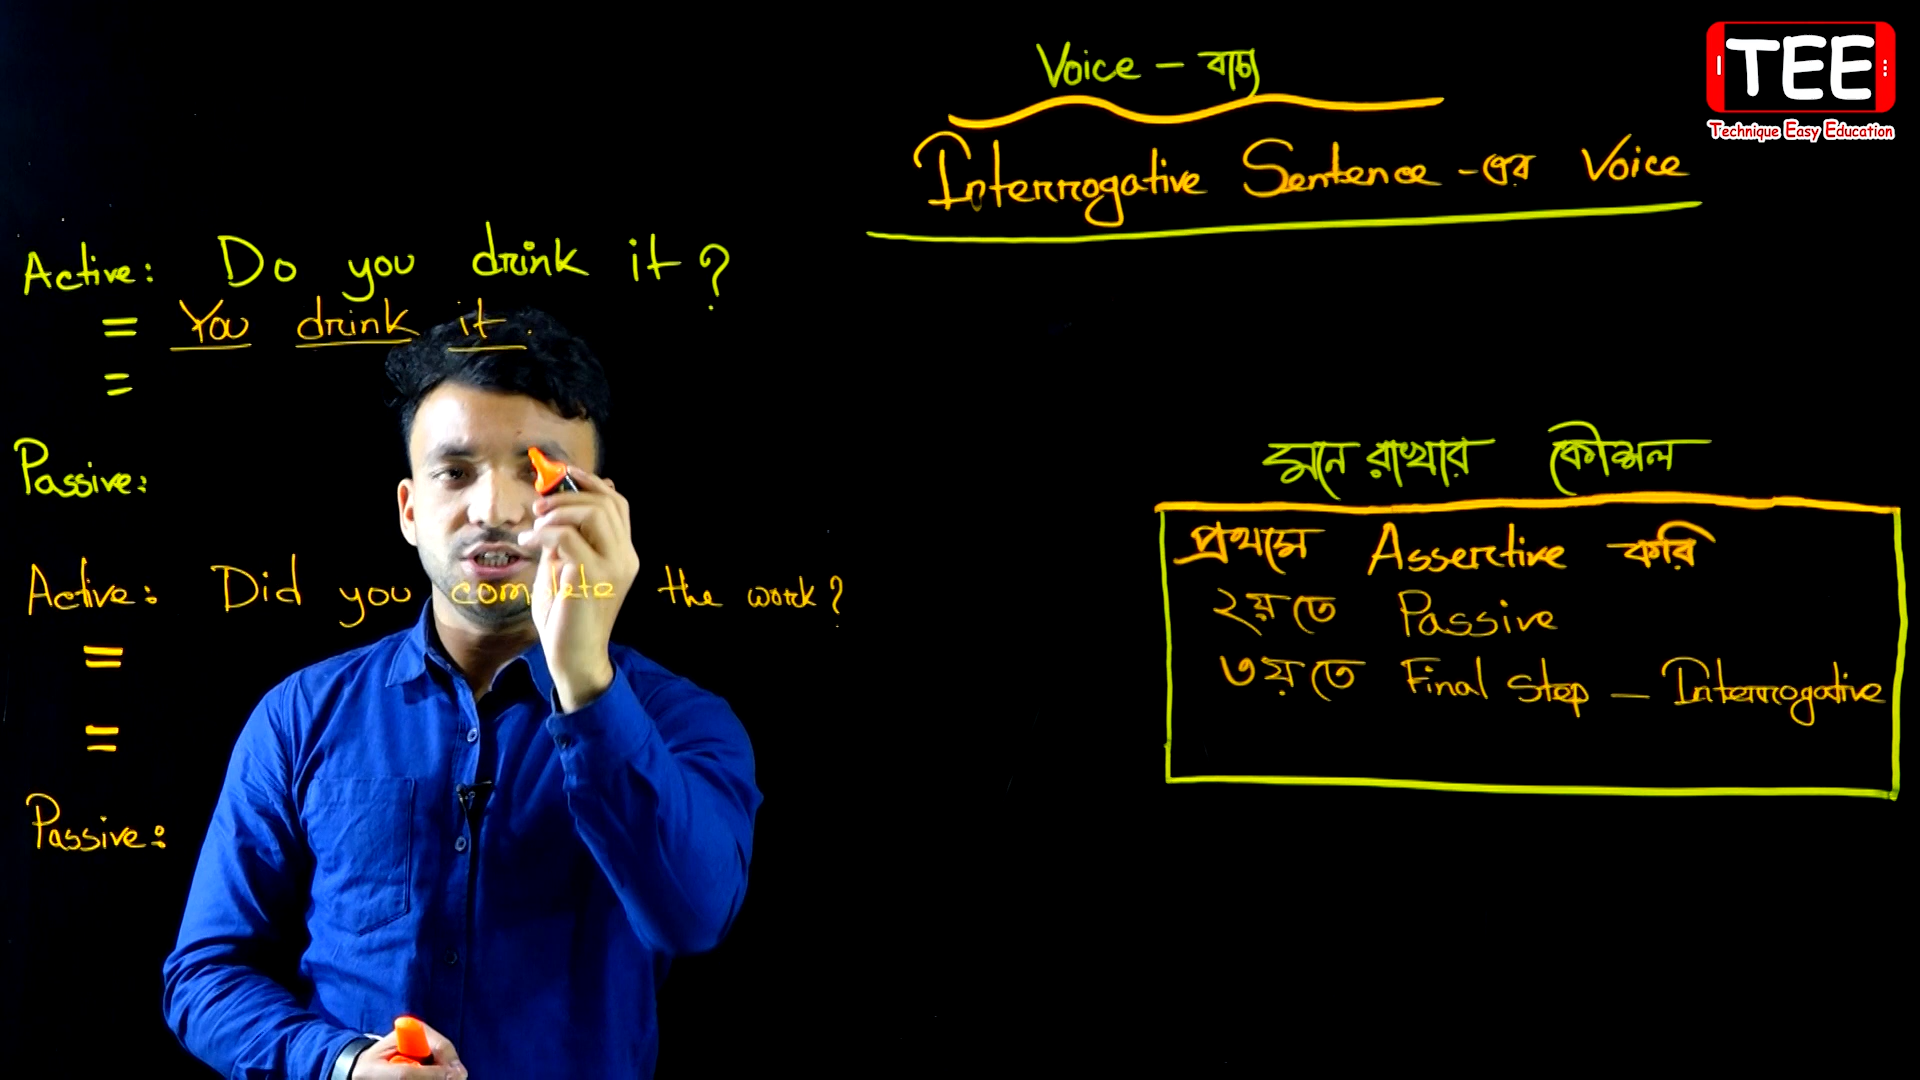 Voice - বাচ্য
Interrogative Sentence -এর Voice
TEE
Technique Easy Education
Active: Do you drink it?
= You drink it.
=
Passive:
Active: Did you complete the work?
=
=
Passive:
মনে রাখার কৌশল
প্রথমে Assertive করি
২য় তে Passive
৩য় তে Final Step - Interrogative